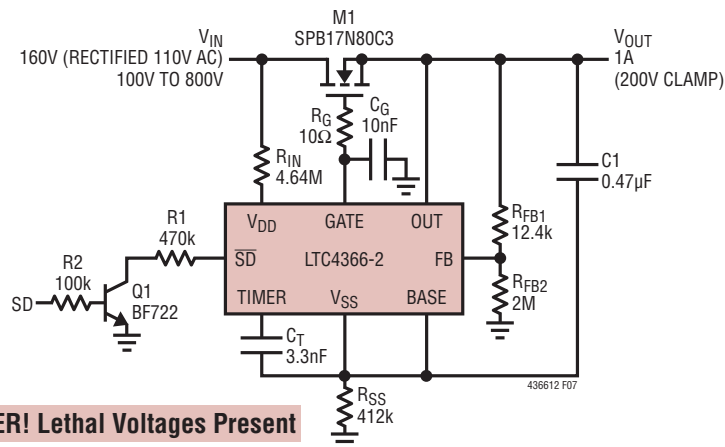 M1
SPB17N80C3
VIN
160V (RECTIFIED 110V AC)
100V TO 800V
VOUT
1A
(200V CLAMP)
RG
10Ω
CG
10nF
RIN
4.64M
C1
0.47µF
RFB1
12.4k
VDD
GATE
OUT
R1
470k
SD
LTC4366-2
FB
R2
100k
RFB2
2M
SD
Q1
BF722
TIMER
VSS
BASE
CT
3.3nF
436612 F07
RSS
412k
ER! Lethal Voltages Present